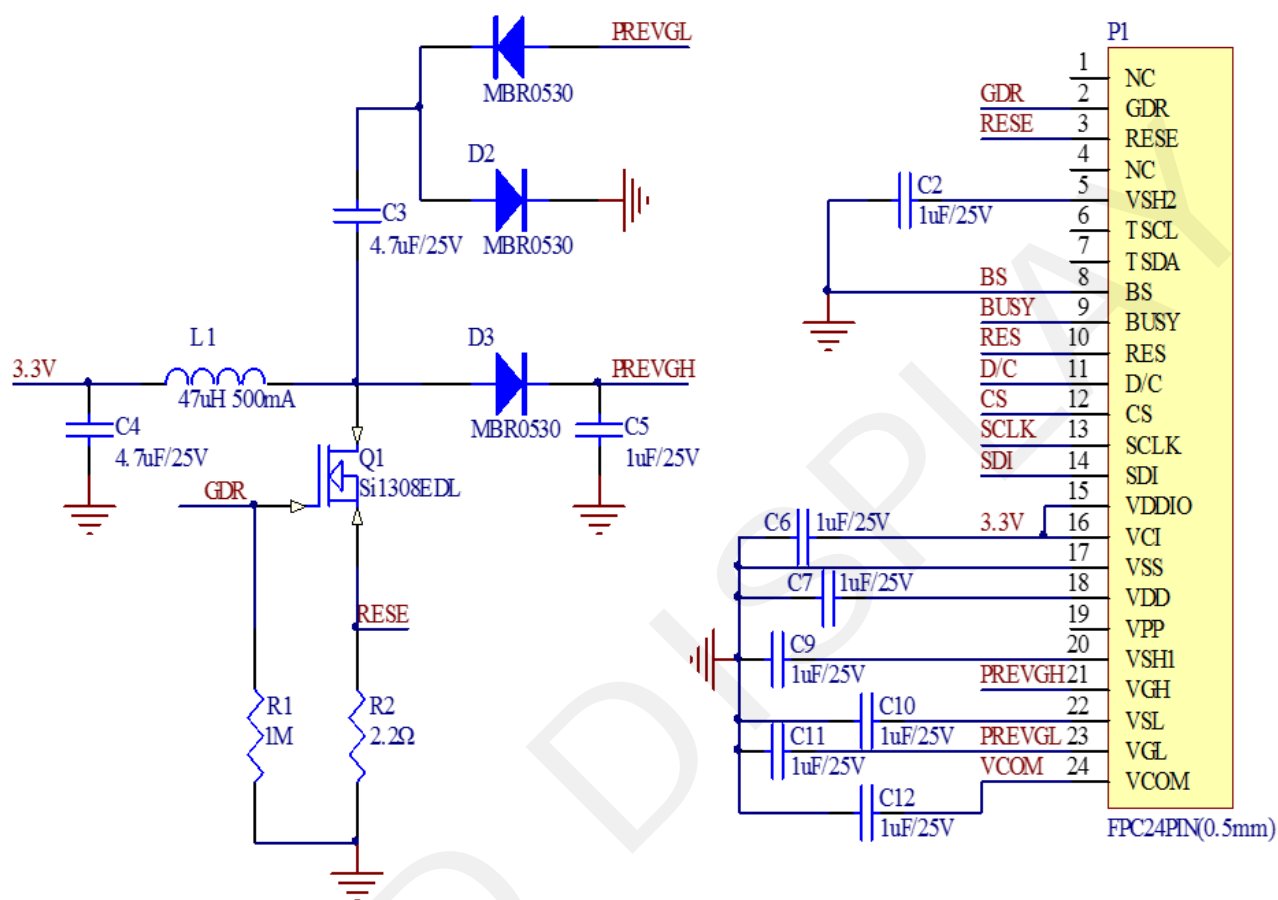 PREVGL
MBR0530
D2
MBR0530
C3
4.7uF/25V
L1
3.3V
47uH 500mA
D3
PREVGH
MBR0530
C4
4.7uF/25V
C5
1uF/25V
Q1
Si1308EDL
GDR
RESE
R1
1M
R2
2.2Ω
P1
1 NC
GDR 2 GDR
RESE 3 RESE
4 NC
C2
1uF/25V
5 VSH2
6 TSCL
7 TSDA
BS 8 BS
BUSY 9 BUSY
RES 10 RES
D/C 11 D/C
CS 12 CS
SCLK 13 SCLK
SDI 14 SDI
15 VDDIO
C6 1uF/25V 3.3V 16 VCI
17 VSS
C7 1uF/25V 18 VDD
19 VPP
C9
1uF/25V
20 VSH1
PREVGH 21 VGH
C10
1uF/25V
22 VSL
C11
1uF/25V
PREVGL 23 VGL
VCOM 24 VCOM
C12
1uF/25V
FPC24PIN(0.5mm)
D DISPLAY